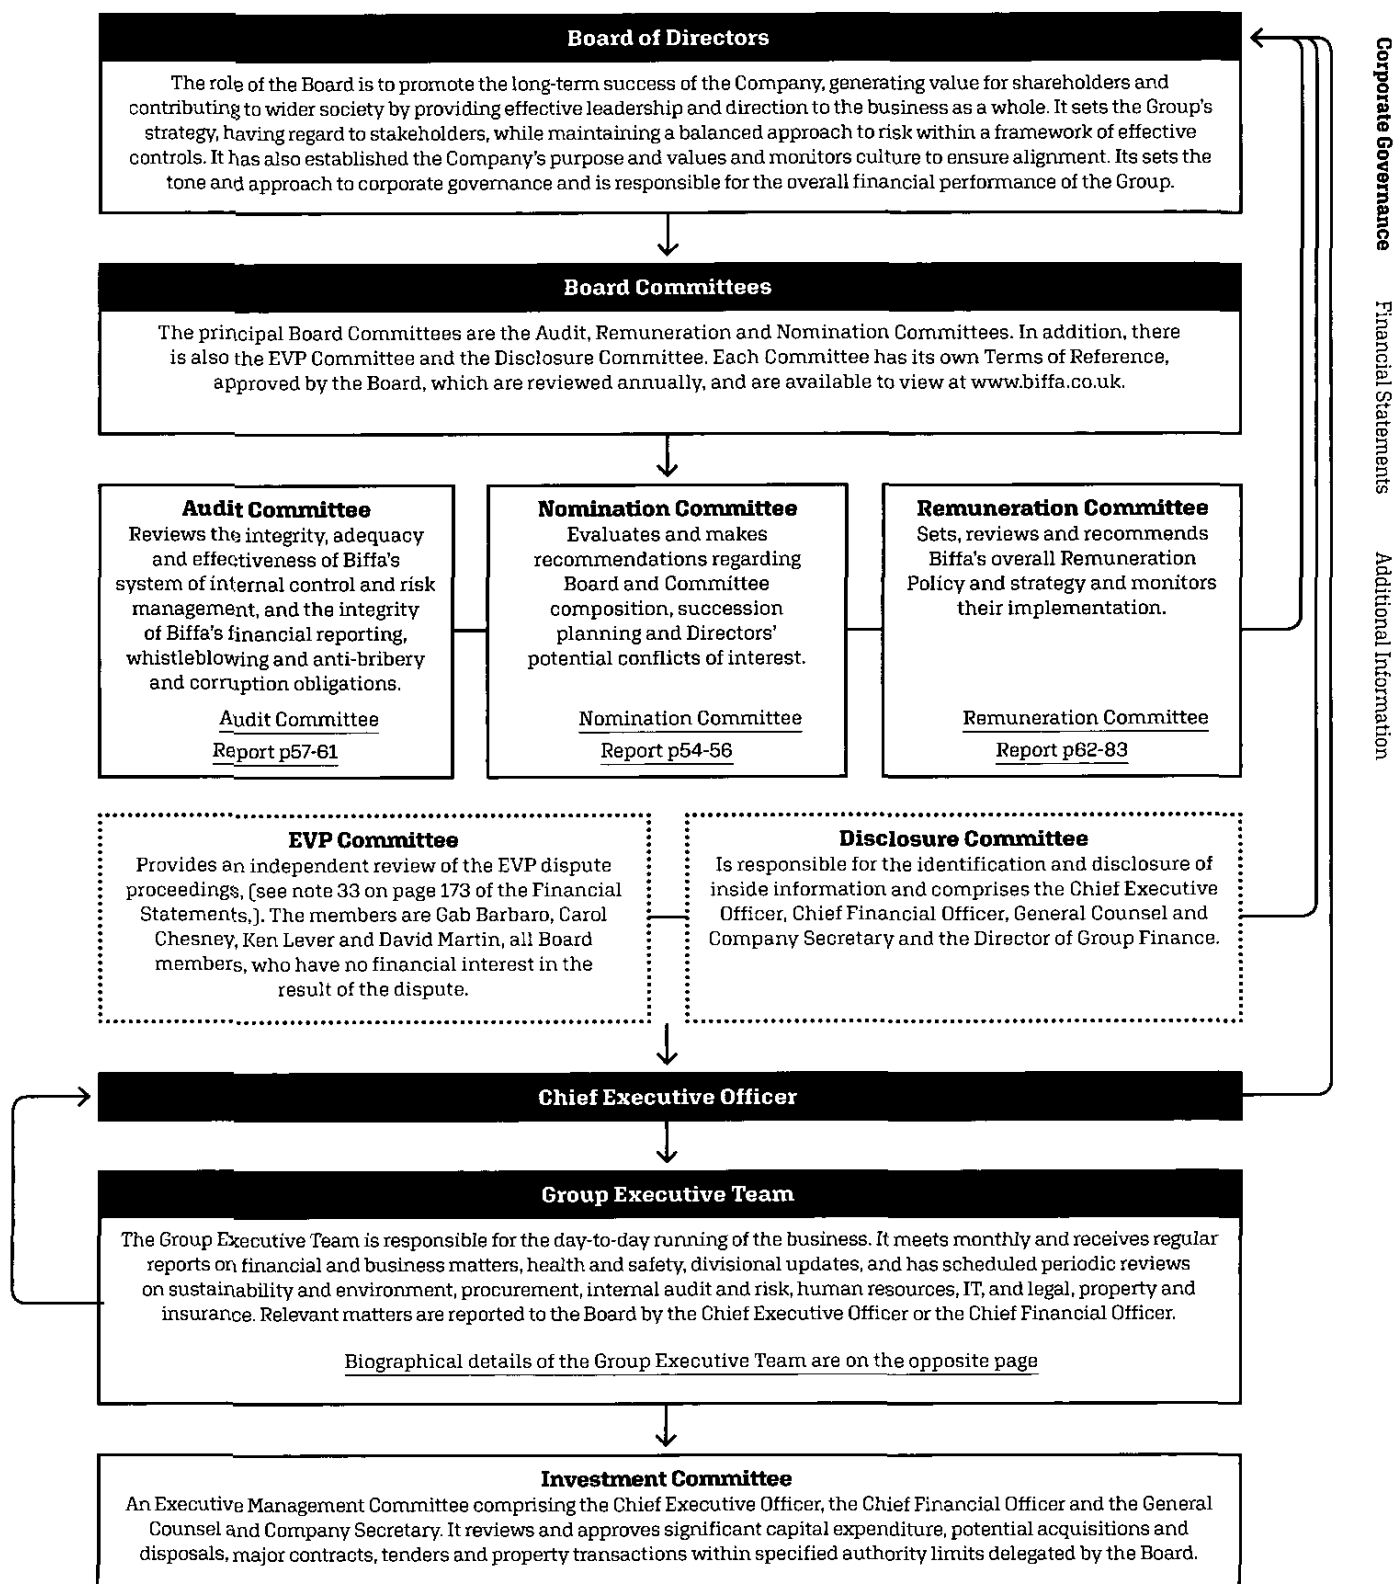 Board of Directors
The role of the Board is to promote the long-term success of the Company, generating value for shareholders and
contributing to wider society by providing effective leadership and direction to the business as a whole. It sets the Group's
strategy, having regard to stakeholders, while maintaining a balanced approach to risk within a framework of effective
controls. It has also established the Company's purpose and values and monitors culture to ensure alignment. Its sets the
tone and approach to corporate governance and is responsible for the overall financial performance of the Group.
Board Committees
The principal Board Committees are the Audit, Remuneration and Nomination Committees. In addition, there
is also the EVP Committee and the Disclosure Committee. Each Committee has its own Terms of Reference,
approved by the Board, which are reviewed annually, and are available to view at www.biffa.co.uk.
Audit Committee
Reviews the integrity, adequacy
and effectiveness of Biffa's
system of internal control and risk
management, and the integrity
of Biffa's financial reporting,
whistleblowing and anti-bribery
and corruption obligations.
Audit Committee
Report p57-61
Nomination Committee
Evaluates and makes
recommendations regarding
Board and Committee
composition, succession
planning and Directors'
potential conflicts of interest.
Nomination Committee
Report p54-56
Remuneration Committee
Sets, reviews and recommends
Biffa's overall Remuneration
Policy and strategy and monitors
their implementation.
Remuneration Committee
Report p62-83
EVP Committee
Provides an independent review of the EVP dispute
proceedings, (see note 33 on page 173 of the Financial
Statements,). The members are Gab Barbaro, Carol
Chesney, Ken Lever and David Martin, all Board
members, who have no financial interest in the
result of the dispute.
Disclosure Committee
Is responsible for the identification and disclosure of
inside information and comprises the Chief Executive
Officer, Chief Financial Officer, General Counsel and
Company Secretary and the Director of Group Finance.
Chief Executive Officer
Group Executive Team
The Group Executive Team is responsible for the day-to-day running of the business. It meets monthly and receives regular
reports on financial and business matters, health and safety, divisional updates, and has scheduled periodic reviews
on sustainability and environment, procurement, internal audit and risk, human resources, IT, and legal, property and
insurance. Relevant matters are reported to the Board by the Chief Executive Officer or the Chief Financial Officer.
Biographical details of the Group Executive Team are on the opposite page
Investment Committee
An Executive Management Committee comprising the Chief Executive Officer, the Chief Financial Officer and the General
Counsel and Company Secretary. It reviews and approves significant capital expenditure, potential acquisitions and
disposals, major contracts, tenders and property transactions within specified authority limits delegated by the Board.
Corporate Governance
Financial Statements
Additional Information